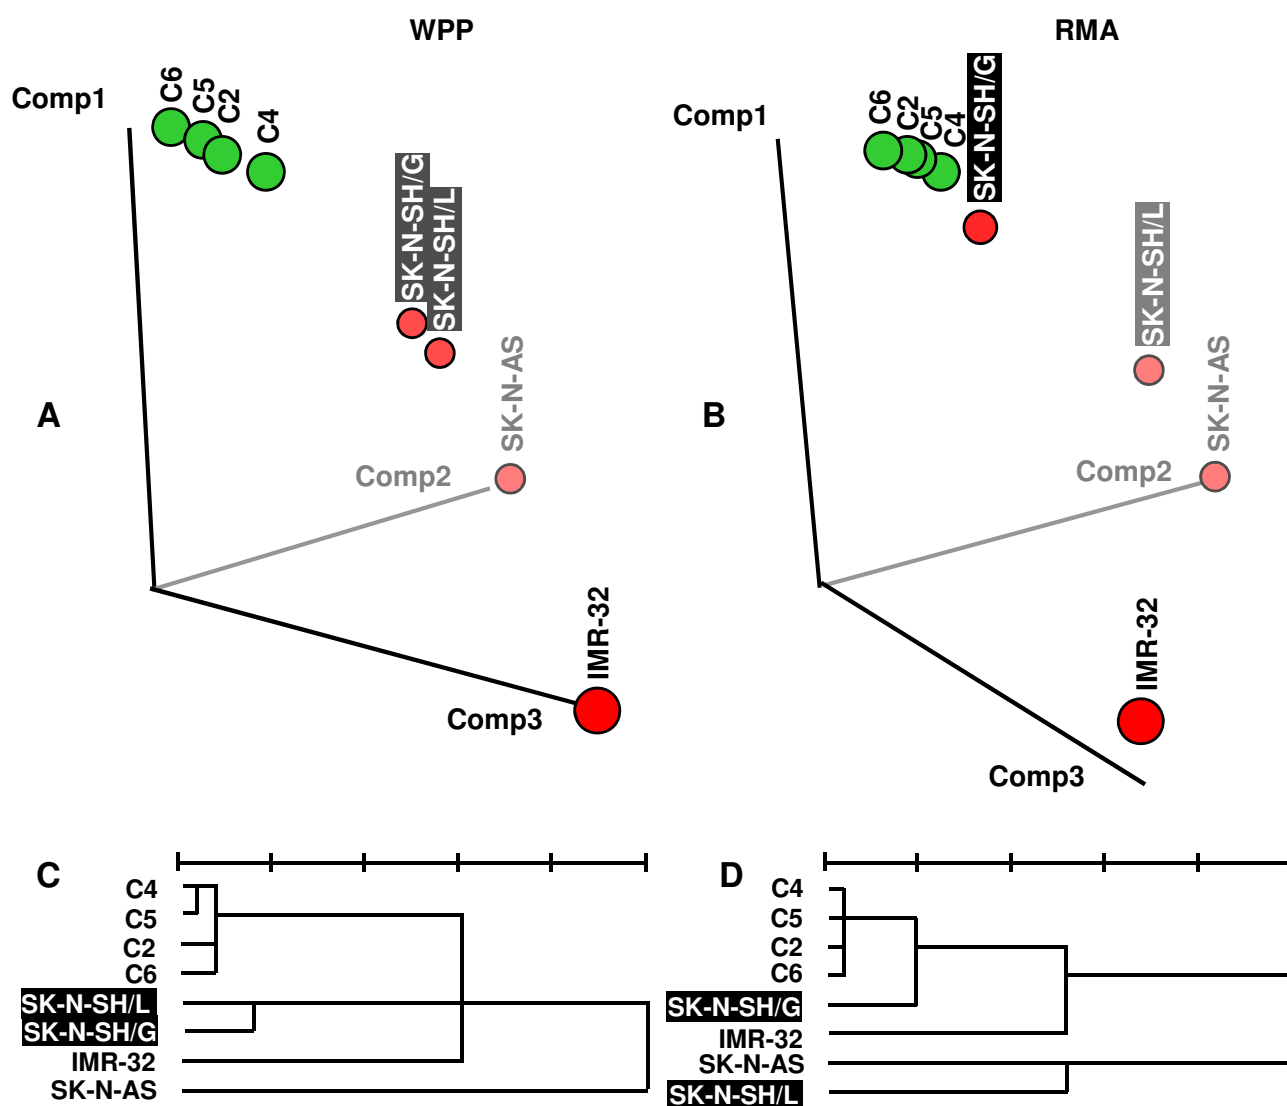 WPP
RMA
Comp1
C6
C5
C2
C4
SK-N-SH/G
SK-N-SH/L
SK-N-AS
A
Comp2
IMR-32
Comp3
Comp1
C6
C2
C5
C4
SK-N-SH/G
SK-N-SH/L
SK-N-AS
B
Comp2
IMR-32
Comp3
C
C4
C5
C2
C6
SK-N-SH/L
SK-N-SH/G
IMR-32
SK-N-AS
D
C4
C5
C2
C6
SK-N-SH/G
IMR-32
SK-N-AS
SK-N-SH/L